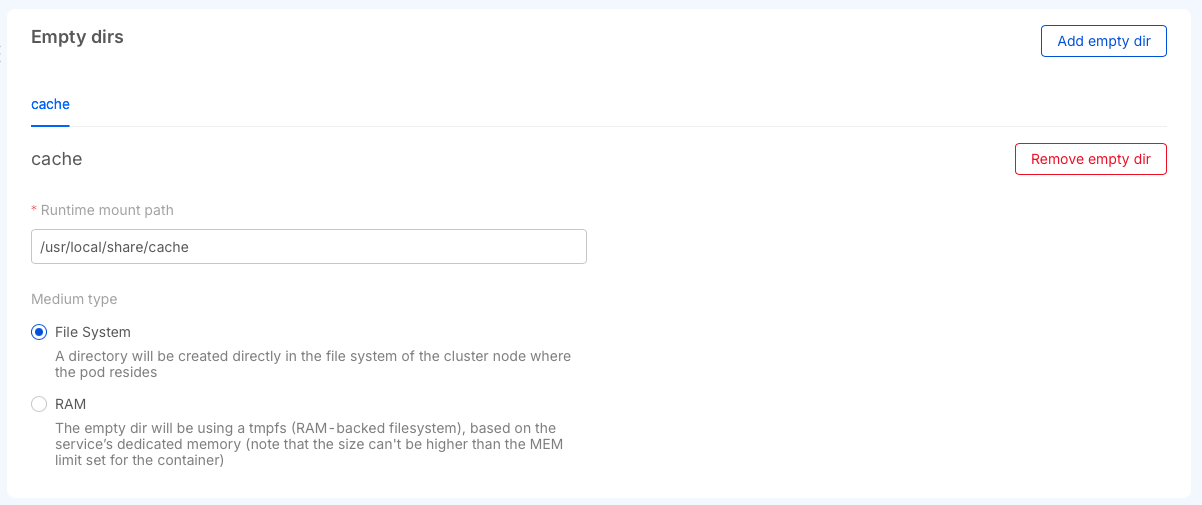 Empty dirs
Add empty dir
cache
cache
Remove empty dir
* Runtime mount path
/usr/local/share/cache
Medium type
File System
A directory will be created directly in the file system of the cluster node where
the pod resides
RAM
The empty dir will be using a tmpfs (RAM-backed filesystem), based on the
service’s dedicated memory (note that the size can't be higher than the MEM
limit set for the container)